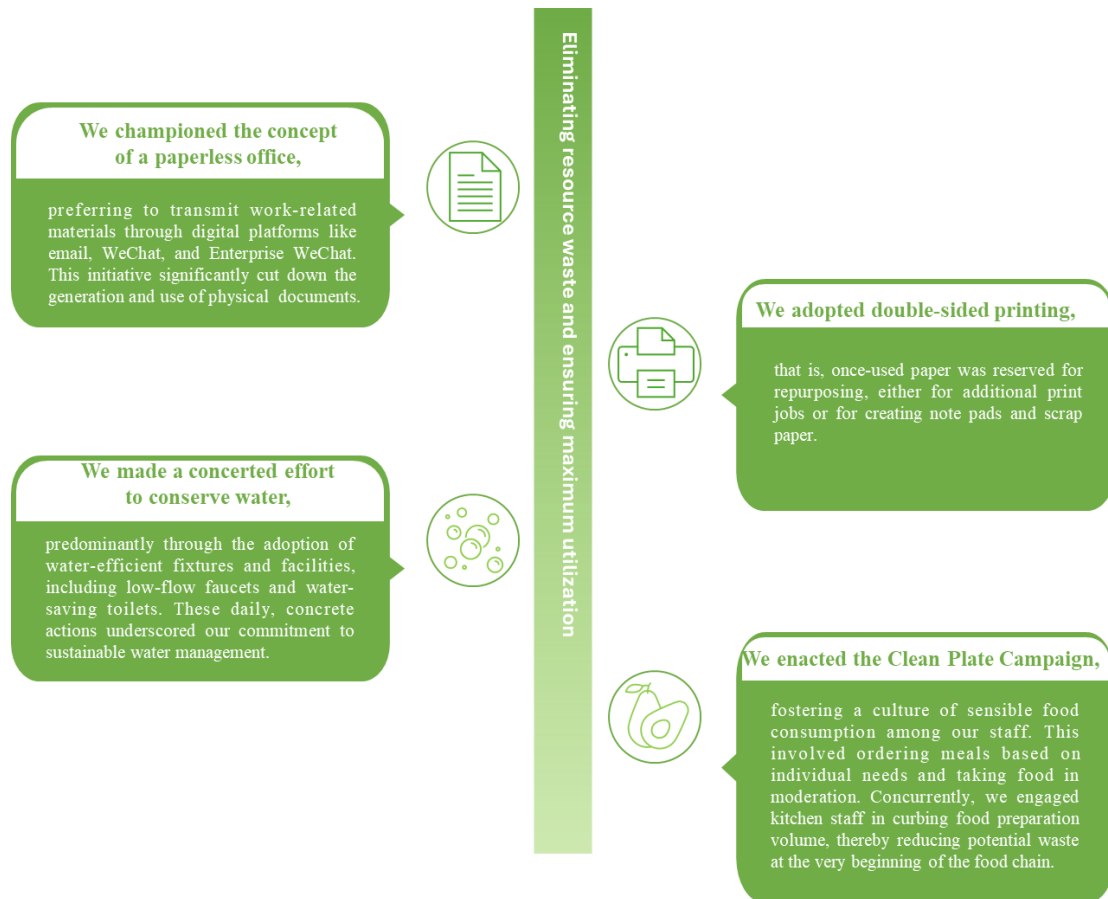 Eliminating resource waste and ensuring maximum utilization
We championed the concept
of a paperless office,
preferring to transmit work-related
materials through digital platforms like
email, WeChat, and Enterprise WeChat.
This initiative significantly cut down the
generation and use of physical documents.
We adopted double-sided printing,
that is, once-used paper was reserved for
repurposing, either for additional print
jobs or for creating note pads and scrap
paper.
We made a concerted effort
to conserve water,
predominantly through the adoption of
water-efficient fixtures and facilities,
including low-flow faucets and water-
saving toilets. These daily, concrete
actions underscored our commitment to
sustainable water management.
We enacted the Clean Plate Campaign,
fostering a culture of sensible food
consumption among our staff. This
involved ordering meals based on
individual needs and taking food in
moderation. Concurrently, we engaged
kitchen staff in curbing food preparation
volume, thereby reducing potential waste
at the very beginning of the food chain.